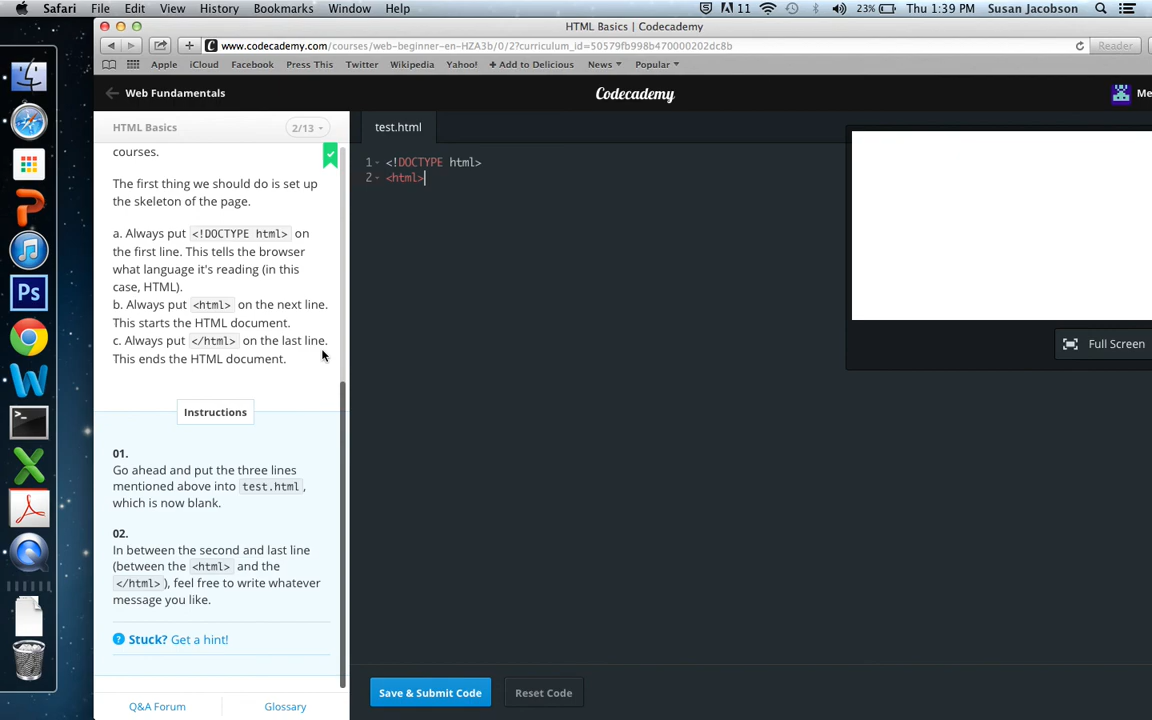 Safari File Edit View History Bookmarks Window Help 11 23% Thu 1:39 PM Susan Jacobson
HTML Basics | Codecademy
www.codecademy.com/courses/web-beginner-en-HZA3b/0/2?curriculum_id=50579fb998b470000202dc8b Reader
Apple iCloud Facebook Press This Twitter Wikipedia Yahoo! + Add to Delicious News Popular
Web Fundamentals Codecademy Me
HTML Basics 2/13 test.html
courses.
The first thing we should do is set up
the skeleton of the page.
a. Always put <!DOCTYPE html> on
the first line. This tells the browser
what language it's reading (in this
case, HTML).
b. Always put <html> on the next line.
This starts the HTML document.
c. Always put </html> on the last line.
This ends the HTML document.
Instructions
01.
Go ahead and put the three lines
mentioned above into test.html,
which is now blank.
02.
In between the second and last line
(between the <html> and the
</html>), feel free to write whatever
message you like.
? Stuck? Get a hint!
Q&A Forum Glossary
1 <!DOCTYPE html>
2 <html>
Full Screen
Save & Submit Code Reset Code
Ps